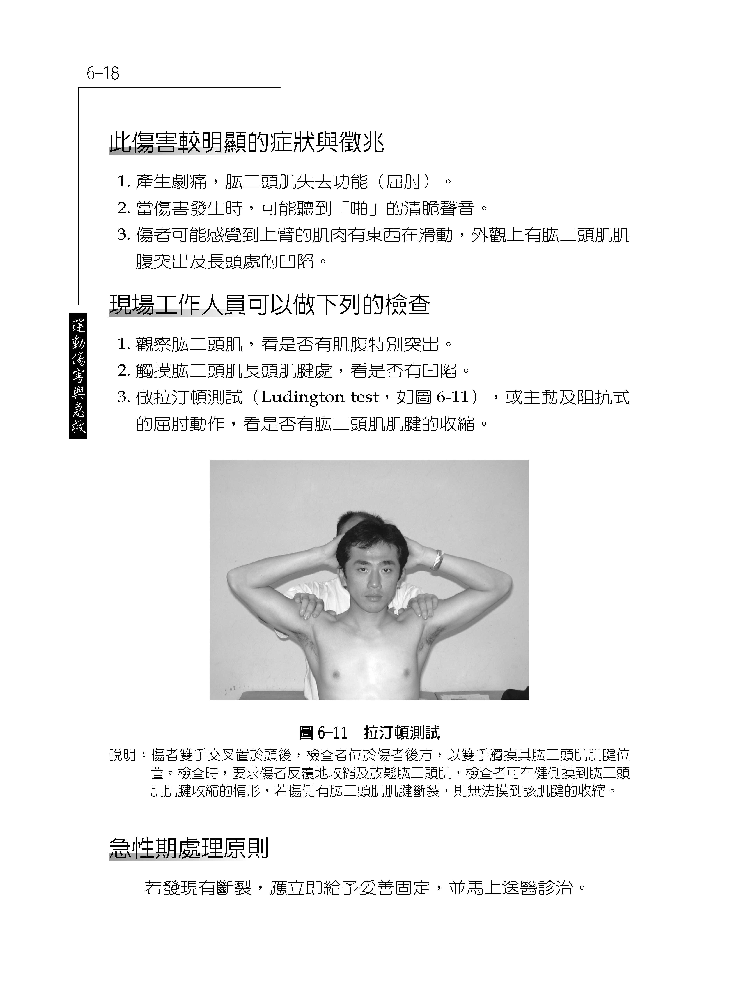 6-18
此傷害較明顯的症狀與徵兆
1. 產生劇痛，肱二頭肌失去功能（屈肘）。
2. 當傷害發生時，可能聽到「啪」的清脆聲音。
3. 傷者可能感覺到上臂的肌肉有東西在滑動，外觀上有肱二頭肌肌
腹突出及長頭處的凹陷。
現場工作人員可以做下列的檢查
運動傷害與急救
1. 觀察肱二頭肌，看是否有肌腹特別突出。
2. 觸摸肱二頭肌長頭肌腱處，看是否有凹陷。
3. 做拉汀頓測試（Ludington test，如圖 6-11），或主動及阻抗式
的屈肘動作，看是否有肱二頭肌肌腱的收縮。
圖 6-11　拉汀頓測試
說明：傷者雙手交叉置於頭後，檢查者位於傷者後方，以雙手觸摸其肱二頭肌肌腱位
置。檢查時，要求傷者反覆地收縮及放鬆肱二頭肌，檢查者可在健側摸到肱二頭
肌肌腱收縮的情形，若傷側有肱二頭肌肌腱斷裂，則無法摸到該肌腱的收縮。
急性期處理原則
若發現有斷裂，應立即給予妥善固定，並馬上送醫診治。